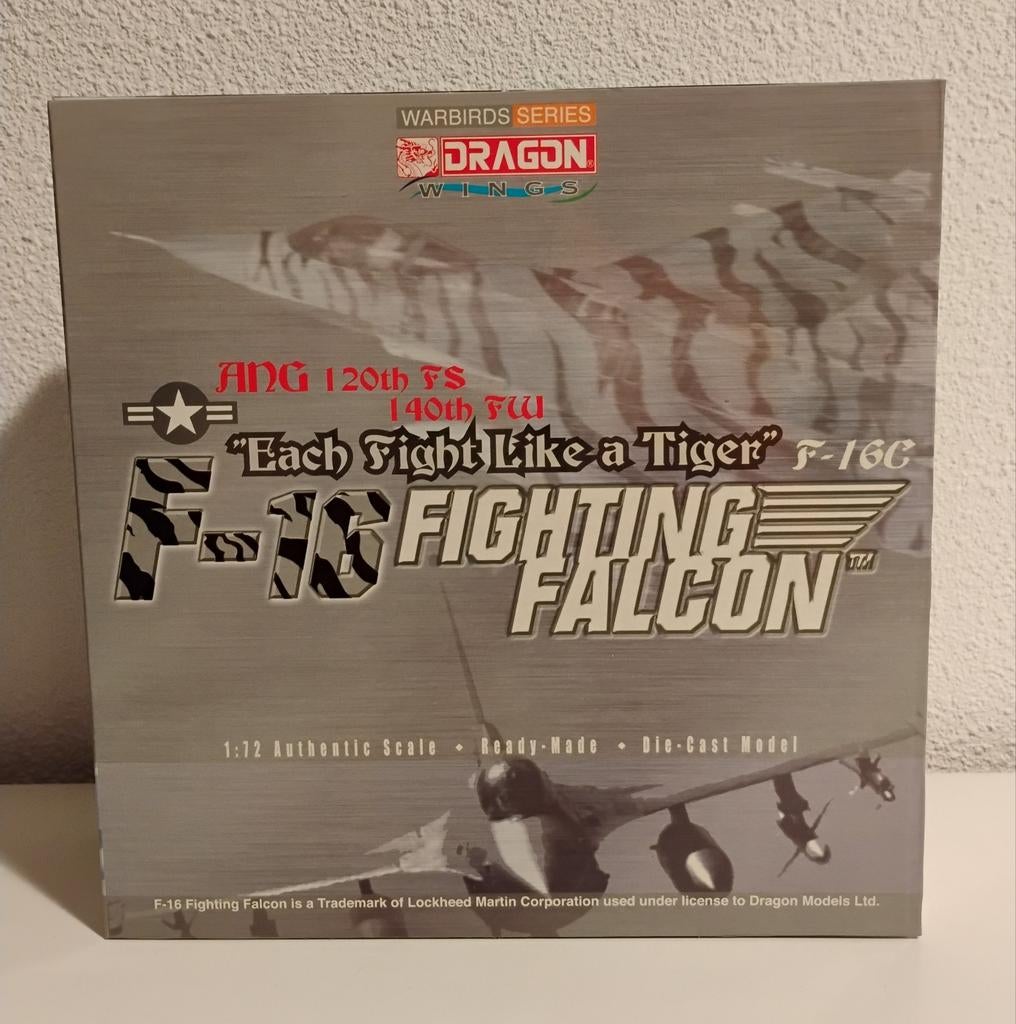 WARBIRDS SERIES
DRAGON®
WINGS
ANG 120th FS
140th FW
"Each Fight Like a Tiger" F-16C
F-16 FIGHTING
FALCON™
1:72 Authentic Scale • Ready-Made • Die-Cast Model
F-16 Fighting Falcon is a Trademark of Lockheed Martin Corporation used under license to Dragon Models Ltd.